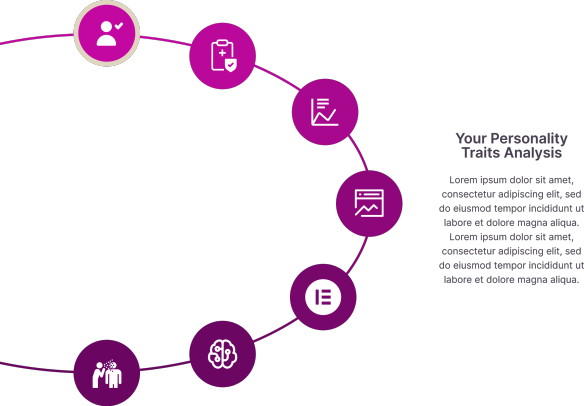 Your Personality
Traits Analysis
Lorem ipsum dolor sit amet,
consectetur adipiscing elit, sed
do eiusmod tempor incididunt ut
labore et dolore magna aliqua.
Lorem ipsum dolor sit amet,
consectetur adipiscing elit, sed
do eiusmod tempor incididunt ut
labore et dolore magna aliqua.